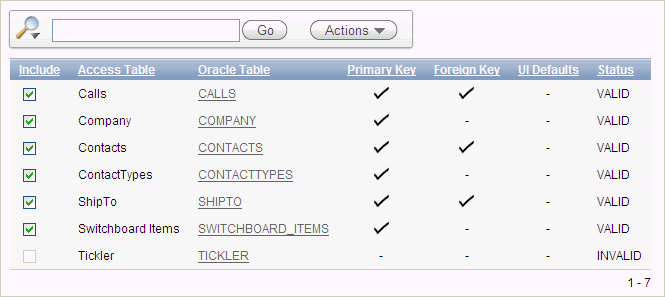 Go Actions
Include Access Table Oracle Table Primary Key Foreign Key UI Defaults Status
Calls CALLS - VALID
Company COMPANY - - VALID
Contacts CONTACTS - VALID
ContactTypes CONTACTTYPES - - VALID
ShipTo SHIPTO - VALID
Switchboard Items SWITCHBOARD_ITEMS - - VALID
Tickler TICKLER - - - INVALID
1 - 7